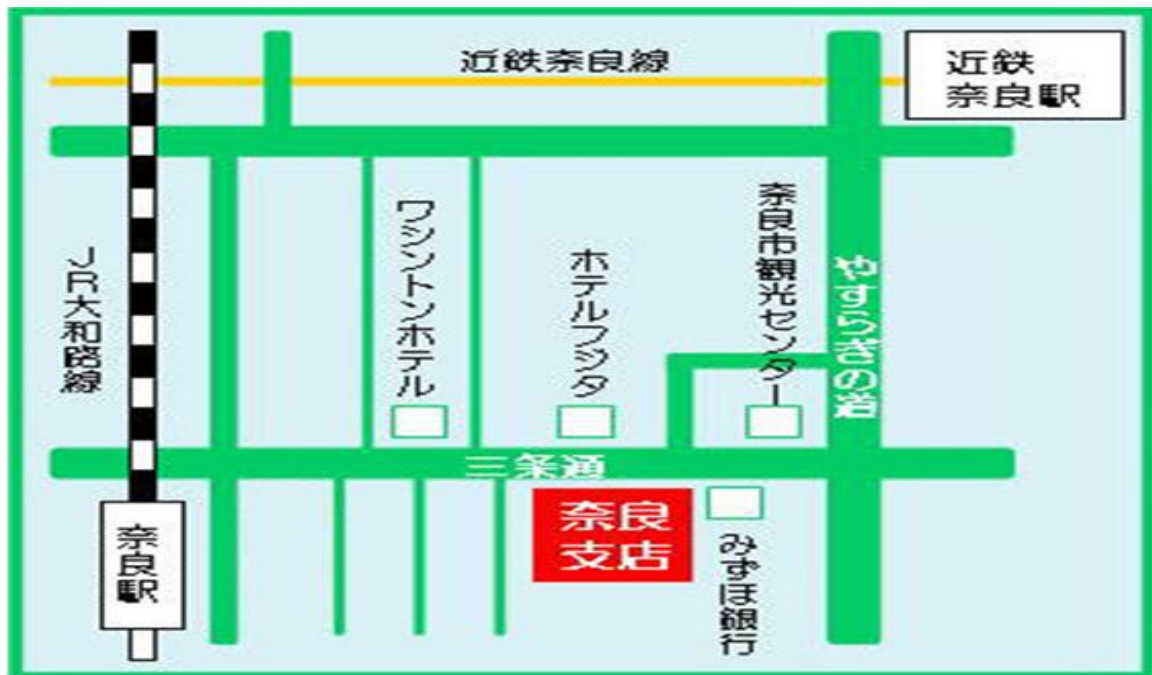 近鉄奈良線
近鉄
奈良駅
JR大和路線
ワシントンホテル
ホテルフジタ
奈良市観光センター
やすらぎの道
三条通
奈良
支店
みずほ銀行
奈良駅